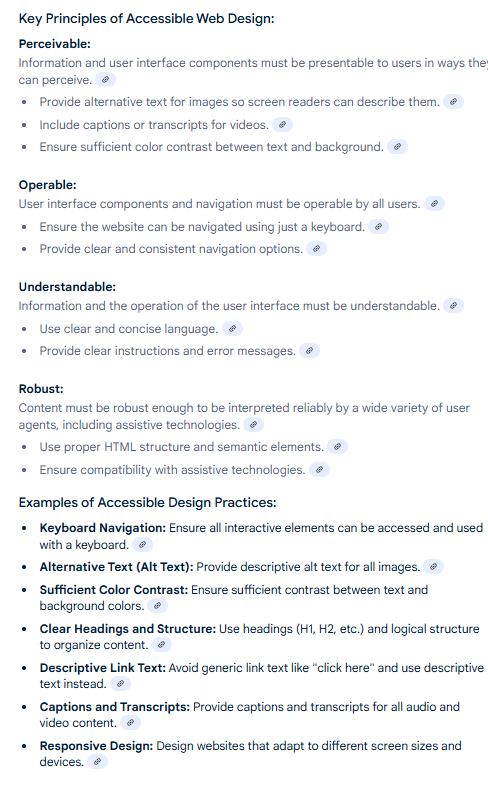 Key Principles of Accessible Web Design:
Perceivable:
Information and user interface components must be presentable to users in ways they
can perceive.
Provide alternative text for images so screen readers can describe them.
Include captions or transcripts for videos.
Ensure sufficient color contrast between text and background.
Operable:
User interface components and navigation must be operable by all users.
Ensure the website can be navigated using just a keyboard.
Provide clear and consistent navigation options.
Understandable:
Information and the operation of the user interface must be understandable.
Use clear and concise language.
Provide clear instructions and error messages.
Robust:
Content must be robust enough to be interpreted reliably by a wide variety of user
agents, including assistive technologies.
Use proper HTML structure and semantic elements.
Ensure compatibility with assistive technologies.
Examples of Accessible Design Practices:
Keyboard Navigation: Ensure all interactive elements can be accessed and used
with a keyboard.
Alternative Text (Alt Text): Provide descriptive alt text for all images.
Sufficient Color Contrast: Ensure sufficient contrast between text and
background colors.
Clear Headings and Structure: Use headings (H1, H2, etc.) and logical structure
to organize content.
Descriptive Link Text: Avoid generic link text like "click here" and use descriptive
text instead.
Captions and Transcripts: Provide captions and transcripts for all audio and
video content.
Responsive Design: Design websites that adapt to different screen sizes and
devices.